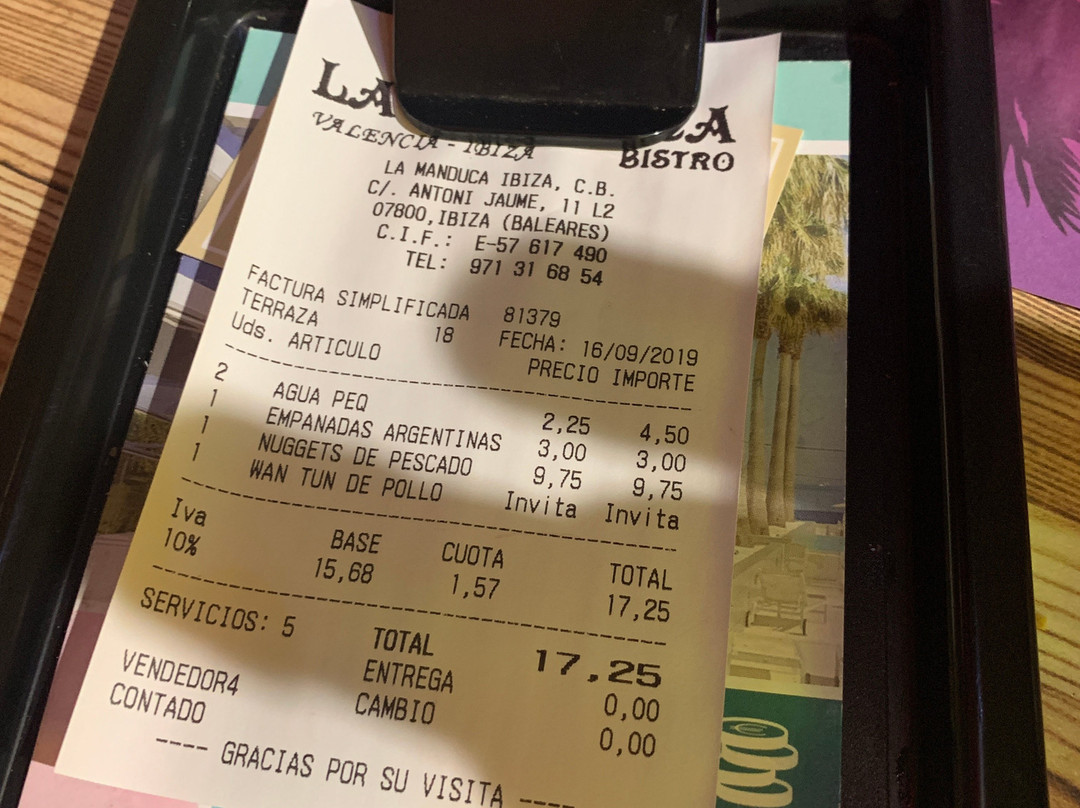 LA
VALENCIA - IBIZA BISTRO
LA MANDUCA IBIZA, C.B.
C/. ANTONI JAUME, 11 L2
07800,IBIZA (BALEARES)
C.I.F.: E-57 617 490
TEL: 971 31 68 54
FACTURA SIMPLIFICADA 81379
TERRAZA 18 FECHA: 16/09/2019
Uds. ARTICULO PRECIO IMPORTE
2 AGUA PEQ 2,25 4,50
1 EMPANADAS ARGENTINAS 3,00 3,00
1 NUGGETS DE PESCADO 9,75 9,75
1 WAN TUN DE POLLO Invita Invita
Iva BASE CUOTA TOTAL
10% 15,68 1,57 17,25
SERVICIOS: 5 TOTAL 17,25
ENTREGA 0,00
VENDEDOR4 CAMBIO 0,00
CONTADO
---- GRACIAS POR SU VISITA ----